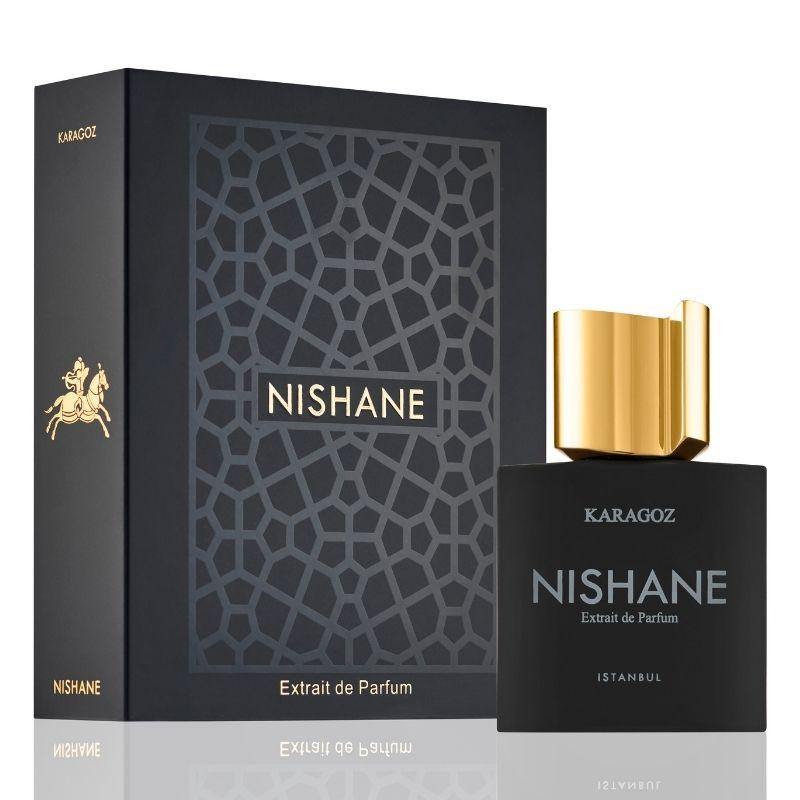 KARAGOZ
NISHANE
NISHANE
Extrait de Parfum
KARAGOZ
NISHANE
Extrait de Parfum
ISTANBUL